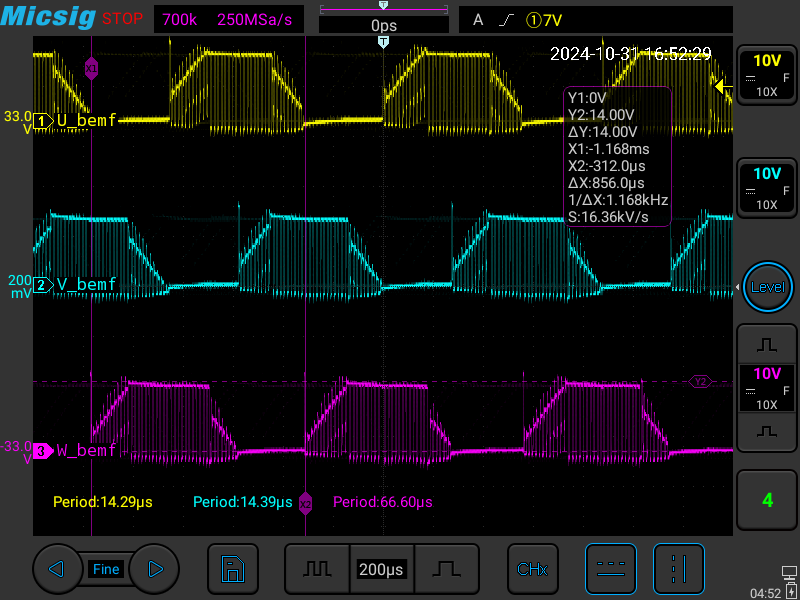 Micsig STOP 700k 250MSa/s 0ps A ①7V
T
2024-10-31 16:52:29
X1
10V
F
10X
33.0
V
1 U_bemf
Y1:0V
Y2:14.00V
ΔY:14.00V
X1:-1.168ms
X2:-312.0µs
ΔX:856.0µs
1/ΔX:1.168kHz
S:16.36kV/s
10V
F
10X
200
mV
2 V_bemf
Level
10V
F
10X
Y2
-33.0
V
3 W_bemf
Period:14.29µs Period:14.39µs X2 Period:66.60µs
4
Fine 200µs CHx
04:52